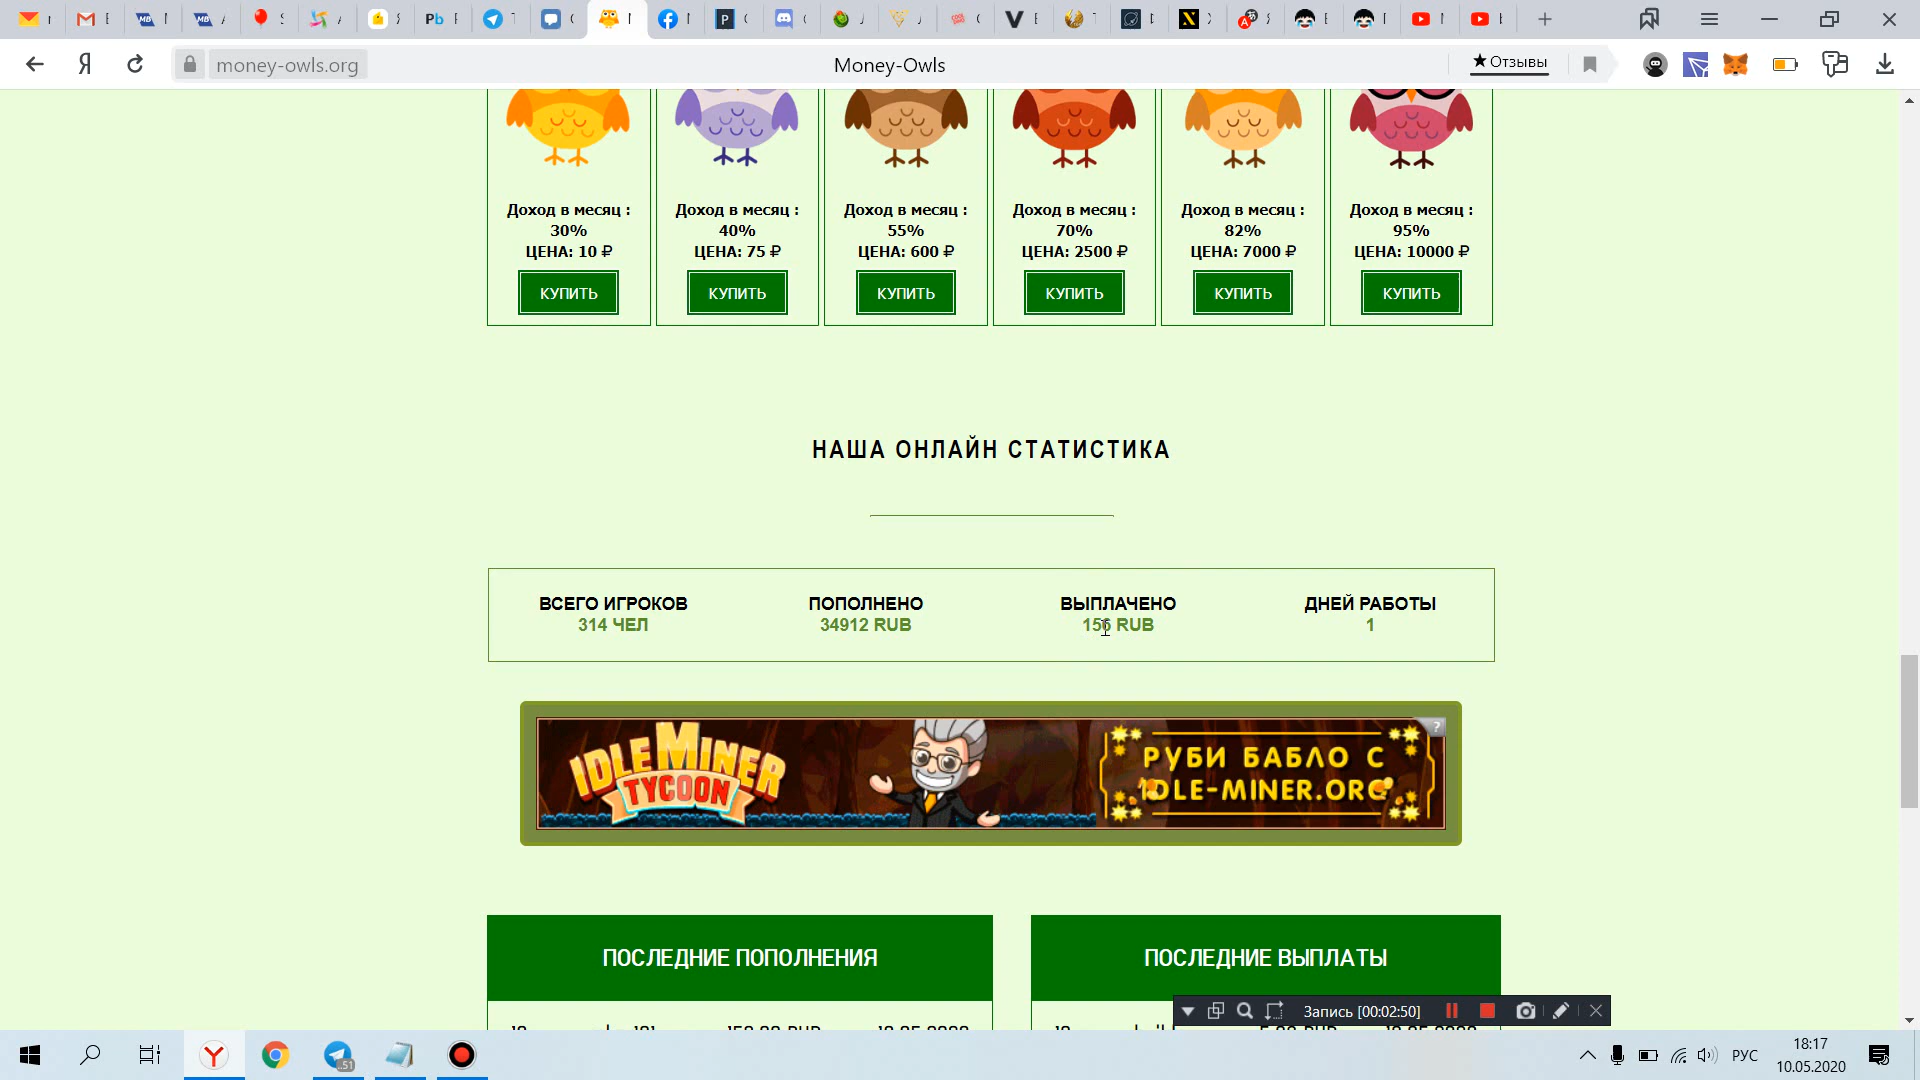 money-owls.org
Money-Owls
★ Отзывы
Доход в месяц :
30%
ЦЕНА: 10 ₽
КУПИТЬ
Доход в месяц :
40%
ЦЕНА: 75 ₽
КУПИТЬ
Доход в месяц :
55%
ЦЕНА: 600 ₽
КУПИТЬ
Доход в месяц :
70%
ЦЕНА: 2500 ₽
КУПИТЬ
Доход в месяц :
82%
ЦЕНА: 7000 ₽
КУПИТЬ
Доход в месяц :
95%
ЦЕНА: 10000 ₽
КУПИТЬ
НАША ОНЛАЙН СТАТИСТИКА
ВСЕГО ИГРОКОВ
314 ЧЕЛ
ПОПОЛНЕНО
34912 RUB
ВЫПЛАЧЕНО
156 RUB
ДНЕЙ РАБОТЫ
1
IDLE MINER
TYCOON
РУБИ БАБЛО С
IDLE-MINER.ORG
?
ПОСЛЕДНИЕ ПОПОЛНЕНИЯ
ПОСЛЕДНИЕ ВЫПЛАТЫ
Запись [00:02:50]
51
РУС
18:17
10.05.2020